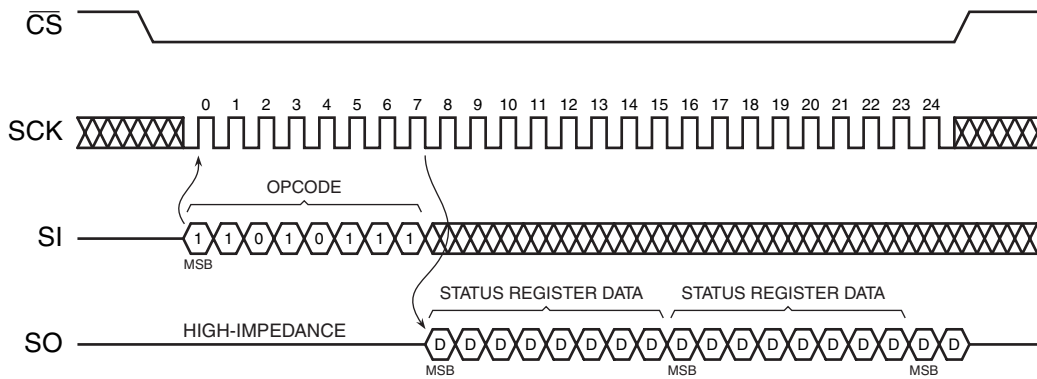 CS
0 1 2 3 4 5 6 7 8 9 10 11 12 13 14 15 16 17 18 19 20 21 22 23 24
SCK
OPCODE
SI 1 1 0 1 0 1 1 1
MSB
STATUS REGISTER DATA STATUS REGISTER DATA
HIGH-IMPEDANCE
SO D D D D D D D D D D D D D D D D D D
MSB MSB MSB